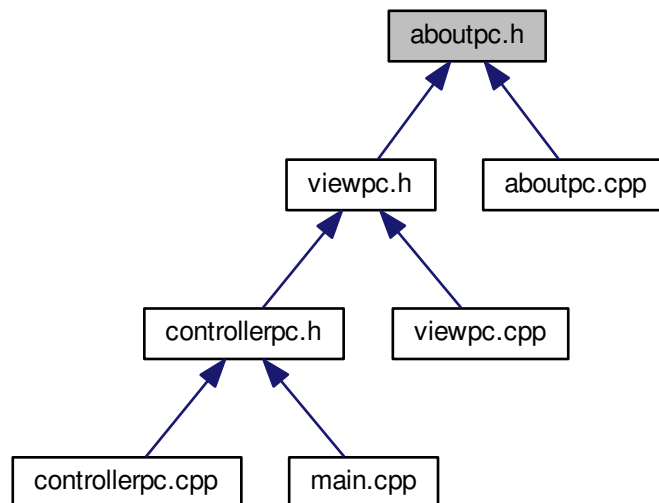 aboutpc.h
viewpc.h
aboutpc.cpp
controllerpc.h
viewpc.cpp
controllerpc.cpp
main.cpp